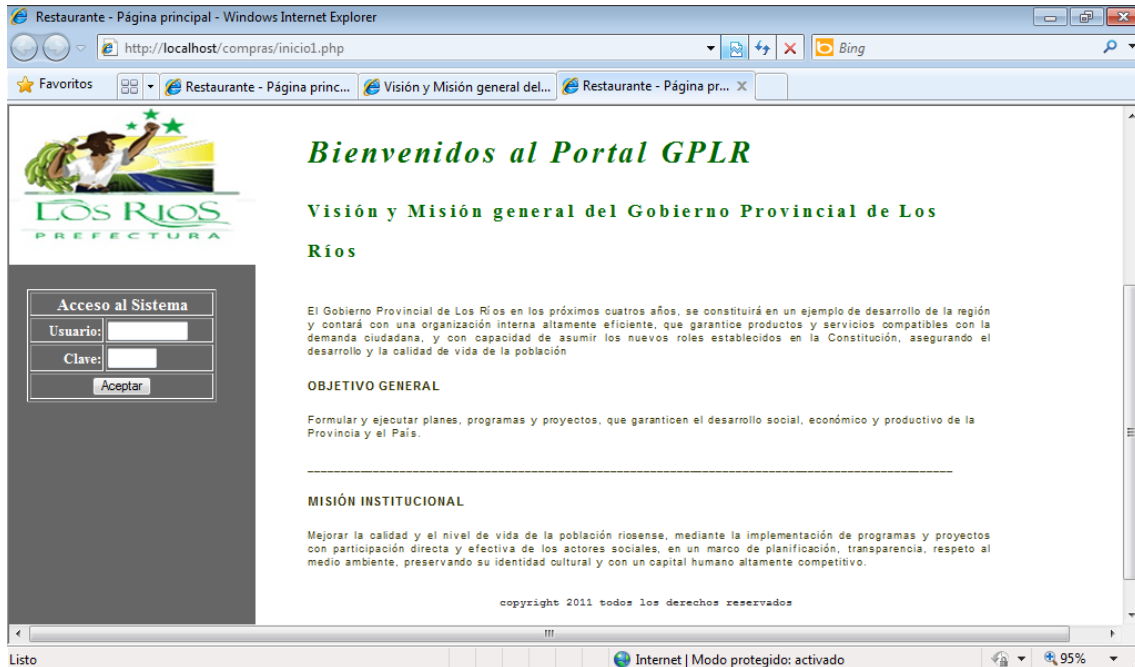 Restaurante - Página principal - Windows Internet Explorer
http://localhost/compras/inicio1.php
Bing
Favoritos
Restaurante - Página princ...
Visión y Misión general del...
Restaurante - Página pr...
LOS RIOS
PREFECTURA
Acceso al Sistema
Usuario:
Clave:
Aceptar
Bienvenidos al Portal GPLR
Visión y Misión general del Gobierno Provincial de Los
Ríos
El Gobierno Provincial de Los Ríos en los próximos cuatros años, se constituirá en un ejemplo de desarrollo de la región
y contará con una organización interna altamente eficiente, que garantice productos y servicios compatibles con la
demanda ciudadana, y con capacidad de asumir los nuevos roles establecidos en la Constitución, asegurando el
desarrollo y la calidad de vida de la población
OBJETIVO GENERAL
Formular y ejecutar planes, programas y proyectos, que garanticen el desarrollo social, económico y productivo de la
Provincia y el País.
MISIÓN INSTITUCIONAL
Mejorar la calidad y el nivel de vida de la población riosense, mediante la implementación de programas y proyectos
con participación directa y efectiva de los actores sociales, en un marco de planificación, transparencia, respeto al
medio ambiente, preservando su identidad cultural y con un capital humano altamente competitivo.
copyright 2011 todos los derechos reservados
Listo
Internet | Modo protegido: activado
95%